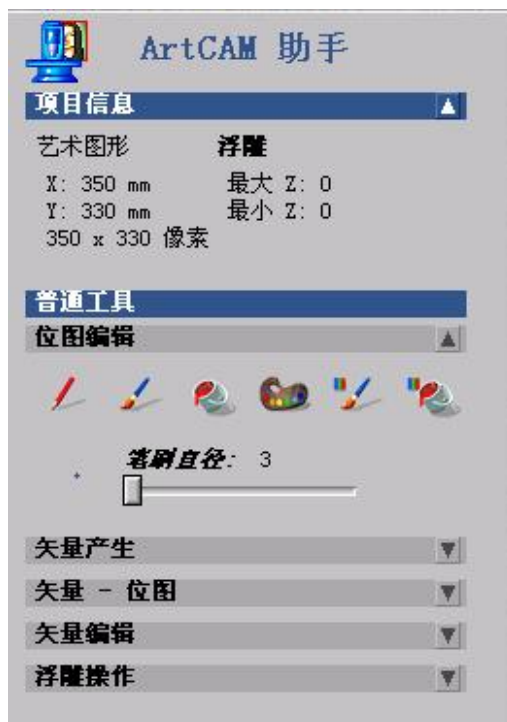 ArtCAM 助手
项目信息
艺术图形 浮雕
X: 350 mm 最大 Z: 0
Y: 330 mm 最小 Z: 0
350 x 330 像素
普通工具
位图编辑
笔刷直径: 3
矢量产生
矢量 - 位图
矢量编辑
浮雕操作